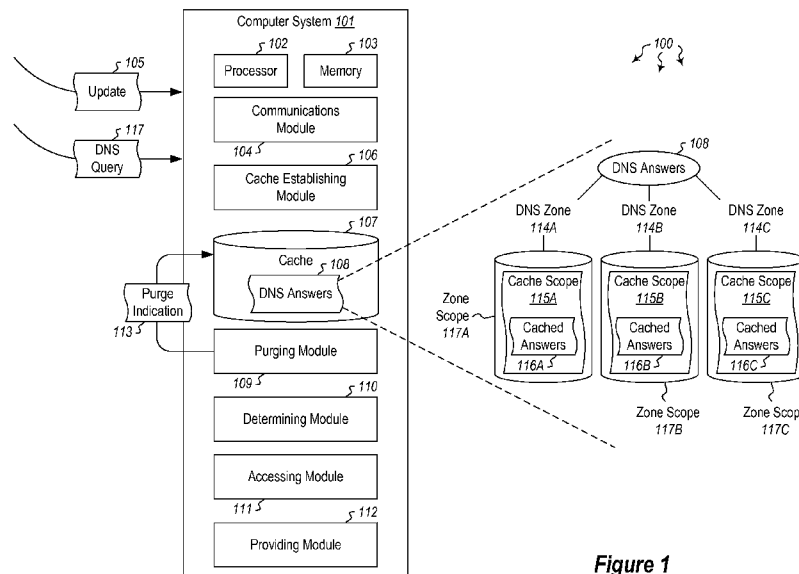 Computer System 101
102
103
Processor
Memory
105
Update
Communications
Module
104
117
DNS
Query
106
Cache Establishing
Module
107
Cache
108
DNS Answers
Purge
Indication
113
Purging Module
109
110
Determining Module
Accessing Module
111
112
Providing Module
100
108
DNS Answers
DNS Zone
114A
DNS Zone
114B
DNS Zone
114C
Cache Scope
115A
Cache Scope
115B
Cache Scope
115C
Zone
Scope
117A
Cached
Answers
116A
Cached
Answers
116B
Cached
Answers
116C
Zone Scope
117B
Zone Scope
117C
Figure 1